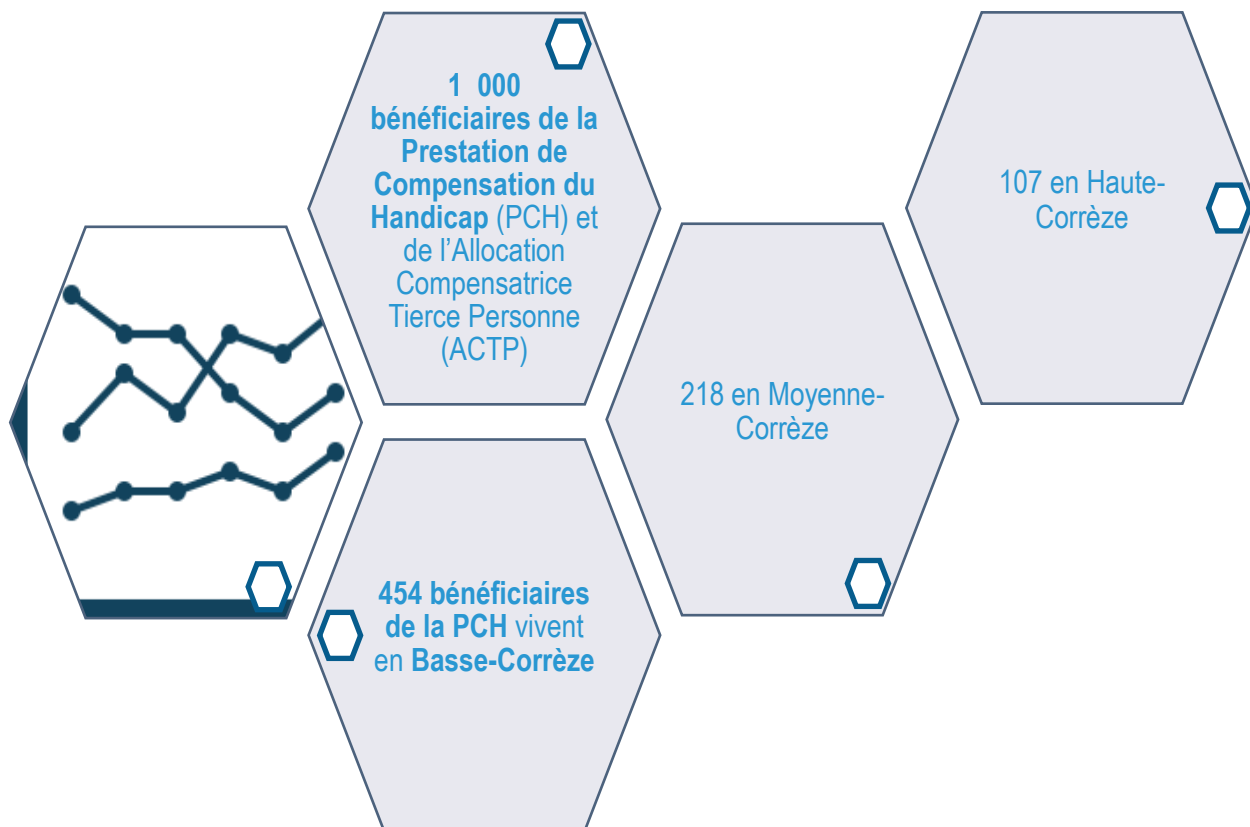 1 000
bénéficiaires de la
Prestation de
Compensation du
Handicap (PCH) et
de l’Allocation
Compensatrice
Tierce Personne
(ACTP)
454 bénéficiaires
de la PCH vivent
en Basse-Corrèze
218 en Moyenne-
Corrèze
107 en Haute-
Corrèze